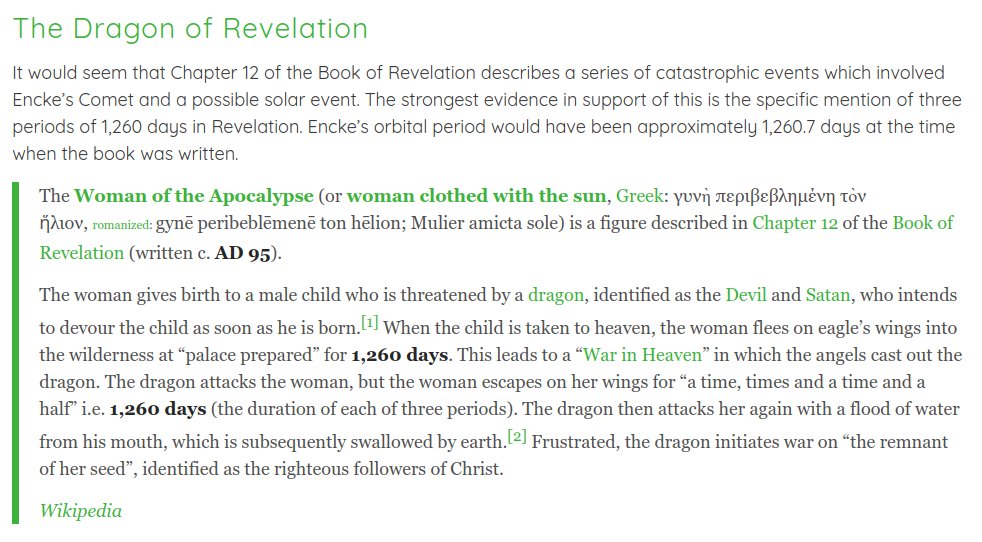 The Dragon of Revelation
It would seem that Chapter 12 of the Book of Revelation describes a series of catastrophic events which involved
Encke's Comet and a possible solar event. The strongest evidence in support of this is the specific mention of three
periods of 1,260 days in Revelation. Encke's orbital period would have been approximately 1,260.7 days at the time
when the book was written.
The Woman of the Apocalypse (or woman clothed with the sun, Greek: γυνὴ περιβεβλημένη τὸν
ἥλιον, romanized: gynē peribeblēmenē ton hēlion; Mulier amicta sole) is a figure described in Chapter 12 of the Book of
Revelation (written c. AD 95).
The woman gives birth to a male child who is threatened by a dragon, identified as the Devil and Satan, who intends
to devour the child as soon as he is born.[1] When the child is taken to heaven, the woman flees on eagle's wings into
the wilderness at “palace prepared” for 1,260 days. This leads to a “War in Heaven” in which the angels cast out the
dragon. The dragon attacks the woman, but the woman escapes on her wings for “a time, times and a time and a
half” i.e. 1,260 days (the duration of each of three periods). The dragon then attacks her again with a flood of water
from his mouth, which is subsequently swallowed by earth.[2] Frustrated, the dragon initiates war on “the remnant
of her seed”, identified as the righteous followers of Christ.
Wikipedia